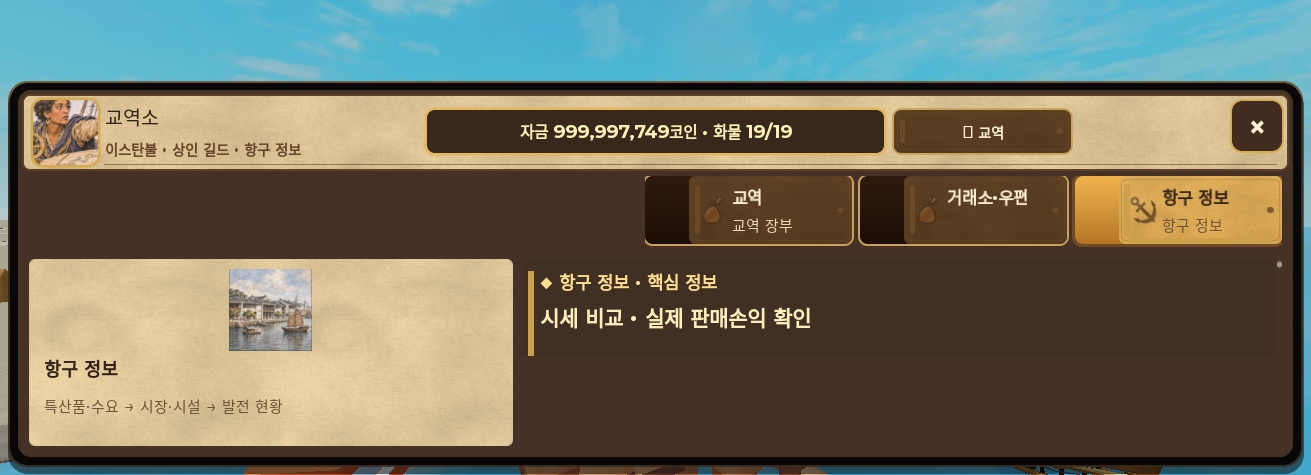 교역소
이스탄불 • 상인 길드 • 항구 정보
자금 999,997,749코인 • 화물 19/19
교역
×
교역
교역 장부
거래소•우편
항구 정보
항구 정보
항구 정보
특산품·수요 → 시장·시설 → 발전 현황
◆ 항구 정보 • 핵심 정보
시세 비교 • 실제 판매손익 확인